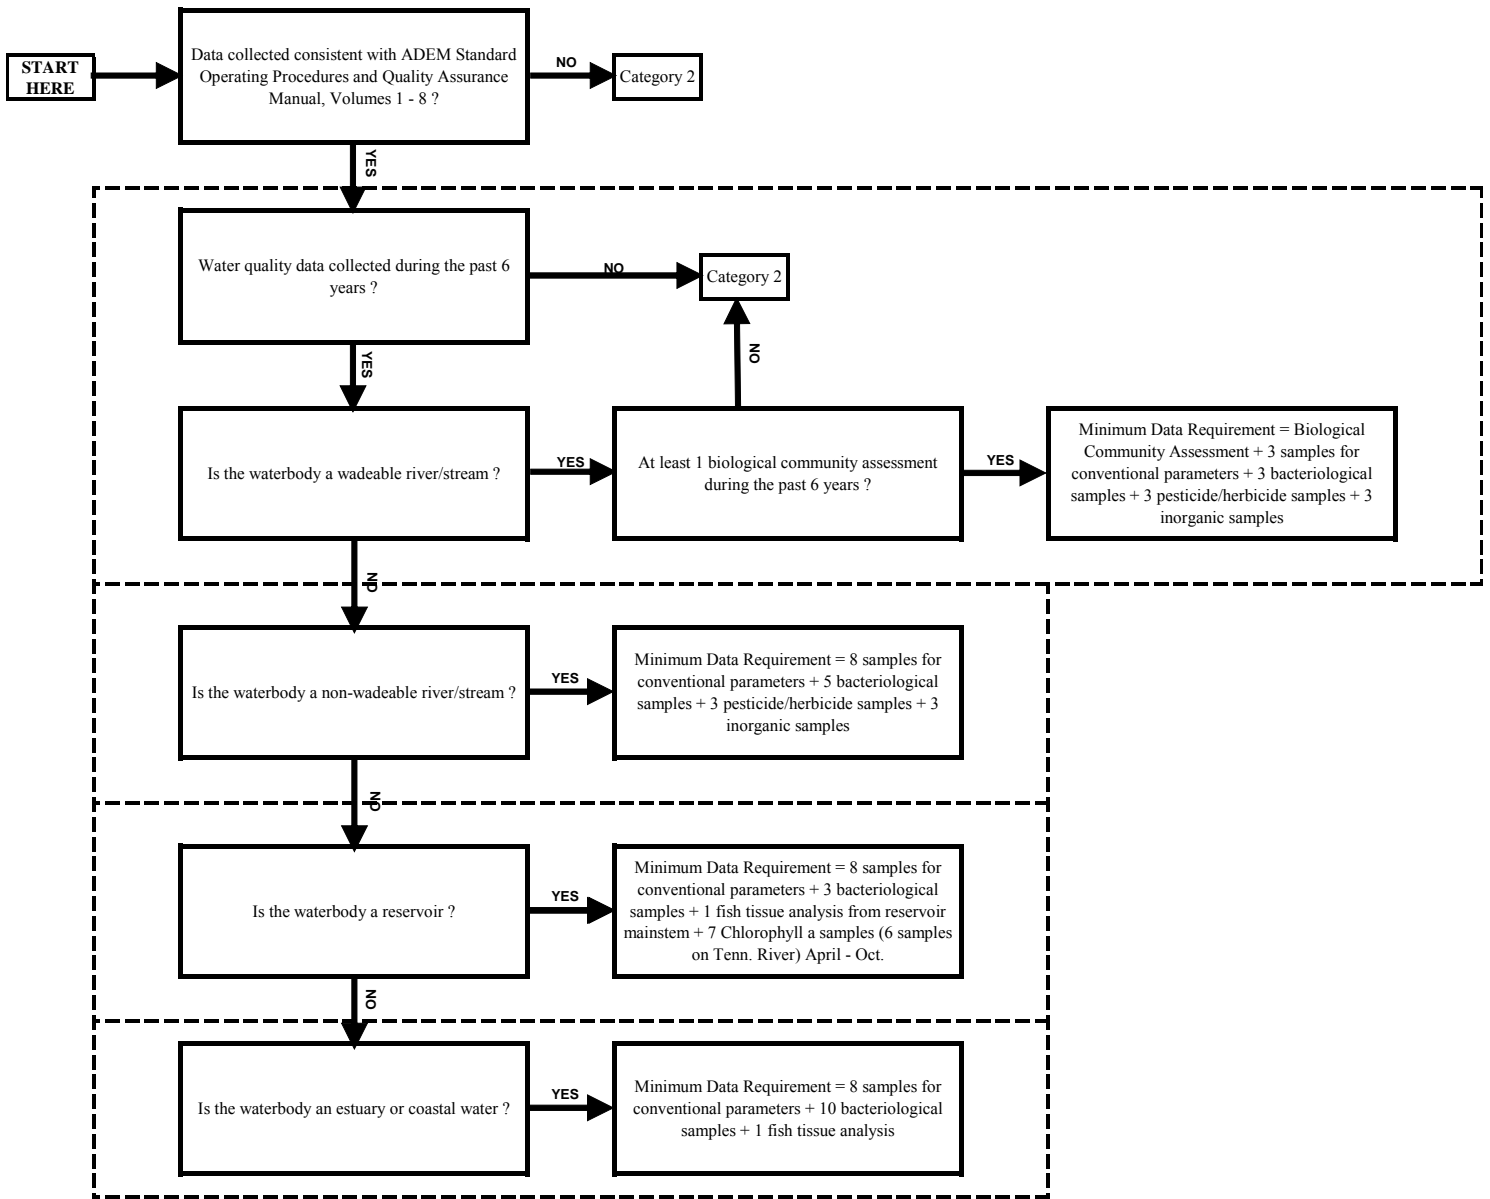 START
HERE
Data collected consistent with ADEM Standard
Operating Procedures and Quality Assurance
Manual, Volumes 1 - 8 ?
NO
Category 2
YES
Water quality data collected during the past 6
years ?
NO
Category 2
NO
YES
Is the waterbody a wadeable river/stream ?
YES
At least 1 biological community assessment
during the past 6 years ?
YES
Minimum Data Requirement = Biological
Community Assessment + 3 samples for
conventional parameters + 3 bacteriological
samples + 3 pesticide/herbicide samples + 3
inorganic samples
NO
Is the waterbody a non-wadeable river/stream ?
YES
Minimum Data Requirement = 8 samples for
conventional parameters + 5 bacteriological
samples + 3 pesticide/herbicide samples + 3
inorganic samples
NO
Is the waterbody a reservoir ?
YES
Minimum Data Requirement = 8 samples for
conventional parameters + 3 bacteriological
samples + 1 fish tissue analysis from reservoir
mainstem + 7 Chlorophyll a samples (6 samples
on Tenn. River) April - Oct.
NO
Is the waterbody an estuary or coastal water ?
YES
Minimum Data Requirement = 8 samples for
conventional parameters + 10 bacteriological
samples + 1 fish tissue analysis